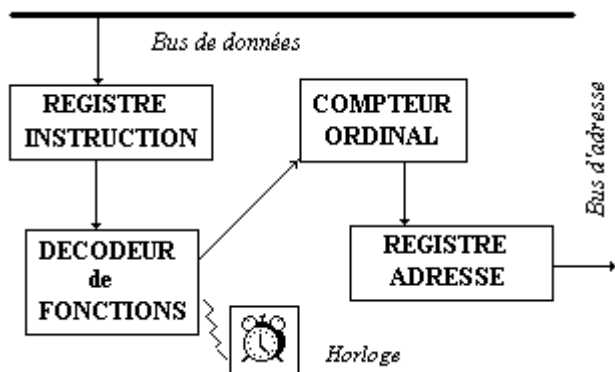 Bus de données
REGISTRE
INSTRUCTION
COMPTEUR
ORDINAL
Bus d'adresse
DECODEUR
de
FONCTIONS
REGISTRE
ADRESSE
Horloge